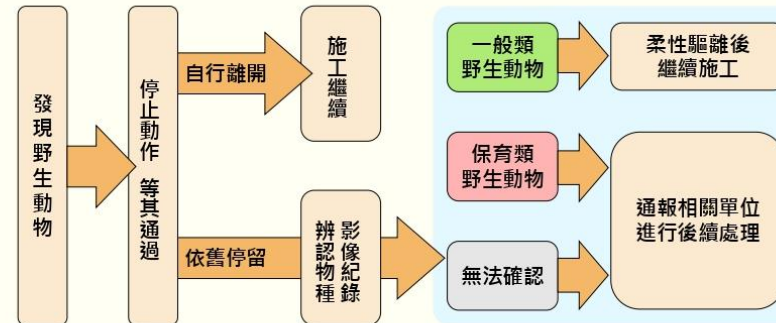 發現野生動物
停止動作 等其通過
自行離開
施工繼續
依舊停留
影像紀錄
辨認物種
一般類
野生動物
柔性驅離後
繼續施工
保育類
野生動物
無法確認
通報相關單位
進行後續處理